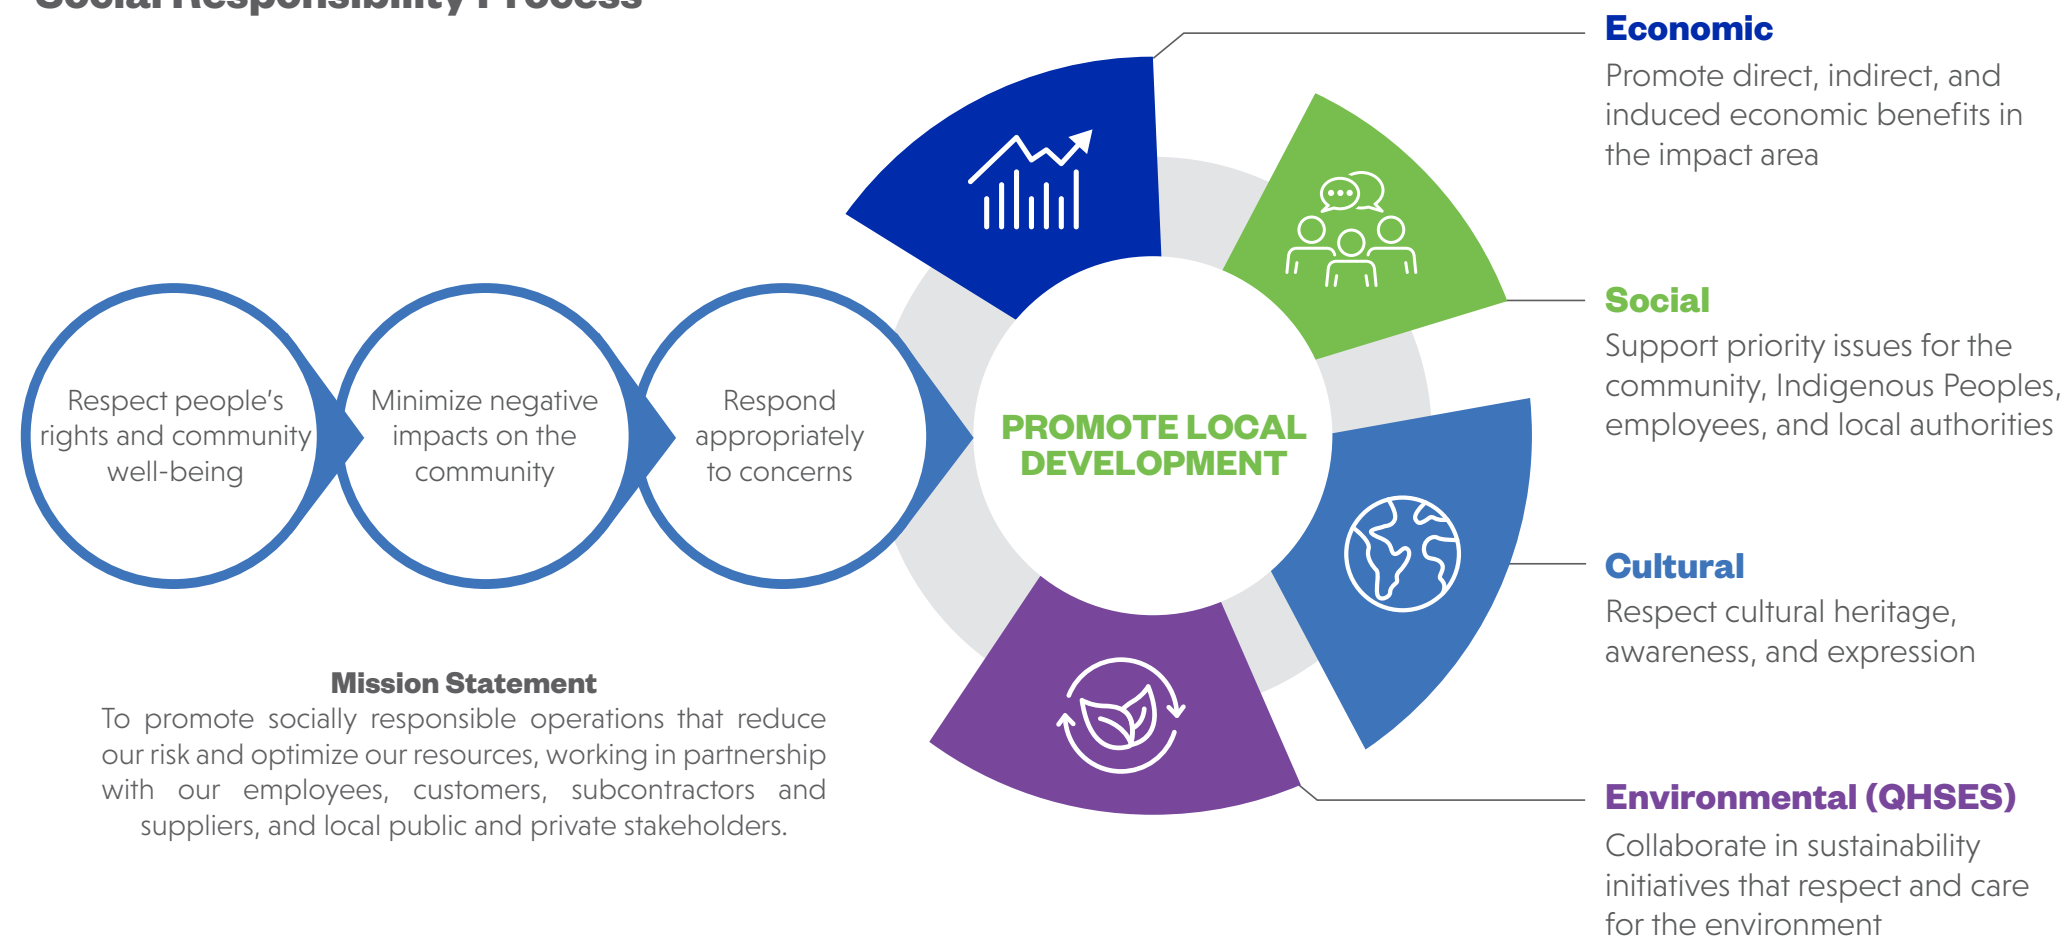 Social Responsibility Process
Respect people's
rights and community
well-being
Minimize negative
impacts on the
community
Respond
appropriately
to concerns
PROMOTE LOCAL
DEVELOPMENT
Economic
Promote direct, indirect, and
induced economic benefits in
the impact area
Social
Support priority issues for the
community, Indigenous Peoples,
employees, and local authorities
Cultural
Respect cultural heritage,
awareness, and expression
Environmental (QHSES)
Collaborate in sustainability
initiatives that respect and care
for the environment
Mission Statement
To promote socially responsible operations that reduce
our risk and optimize our resources, working in partnership
with our employees, customers, subcontractors and
suppliers, and local public and private stakeholders.